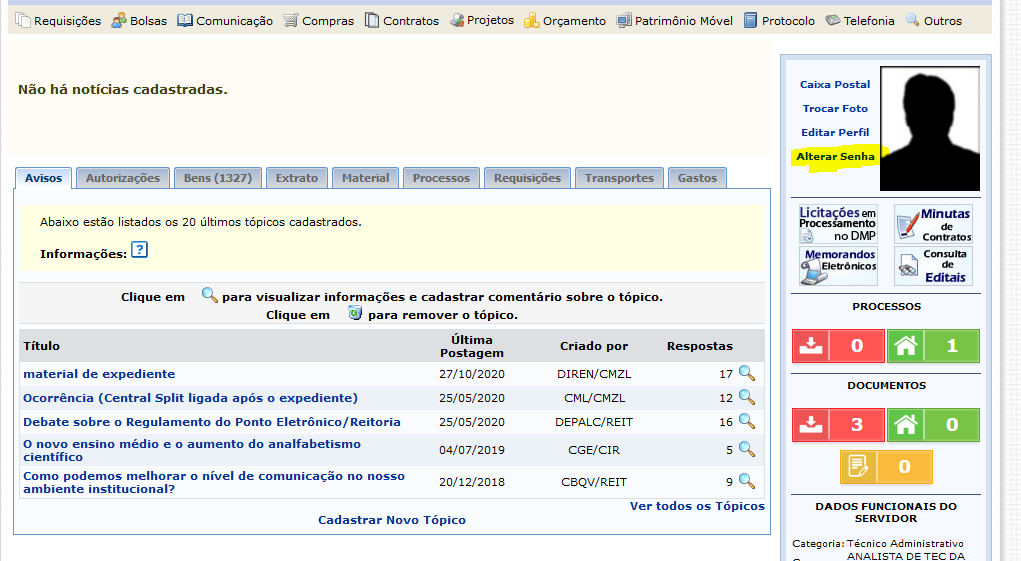 Requisições Bolsas Comunicação Compras Contratos Projetos Orçamento Patrimônio Móvel Protocolo Telefonia Outros
Não há notícias cadastradas.
Avisos Autorizações Bens (1327) Extrato Material Processos Requisições Transportes Gastos
Abaixo estão listados os 20 últimos tópicos cadastrados.
Informações: ?
Clique em para visualizar informações e cadastrar comentário sobre o tópico.
Clique em para remover o tópico.
Título Última Postagem Criado por Respostas
material de expediente 27/10/2020 DIREN/CMZL 17
Ocorrência (Central Split ligada após o expediente) 25/05/2020 CML/CMZL 12
Debate sobre o Regulamento do Ponto Eletrônico/Reitoria 25/05/2020 DEPALC/REIT 16
O novo ensino médio e o aumento do analfabetismo
científico 04/07/2019 CGE/CIR 5
Como podemos melhorar o nível de comunicação no nosso
ambiente institucional? 20/12/2018 CBQV/REIT 9
Ver todos os Tópicos
Cadastrar Novo Tópico
Caixa Postal
Trocar Foto
Editar Perfil
Alterar Senha
Licitações em
Processamento
no DMP
Minutas
de
Contratos
Memorandos
Eletrônicos
Consulta
de
Editais
PROCESSOS
0 1
DOCUMENTOS
3 0
0
DADOS FUNCIONAIS DO
SERVIDOR
Categoria: Técnico Administrativo
ANALISTA DE TEC DA